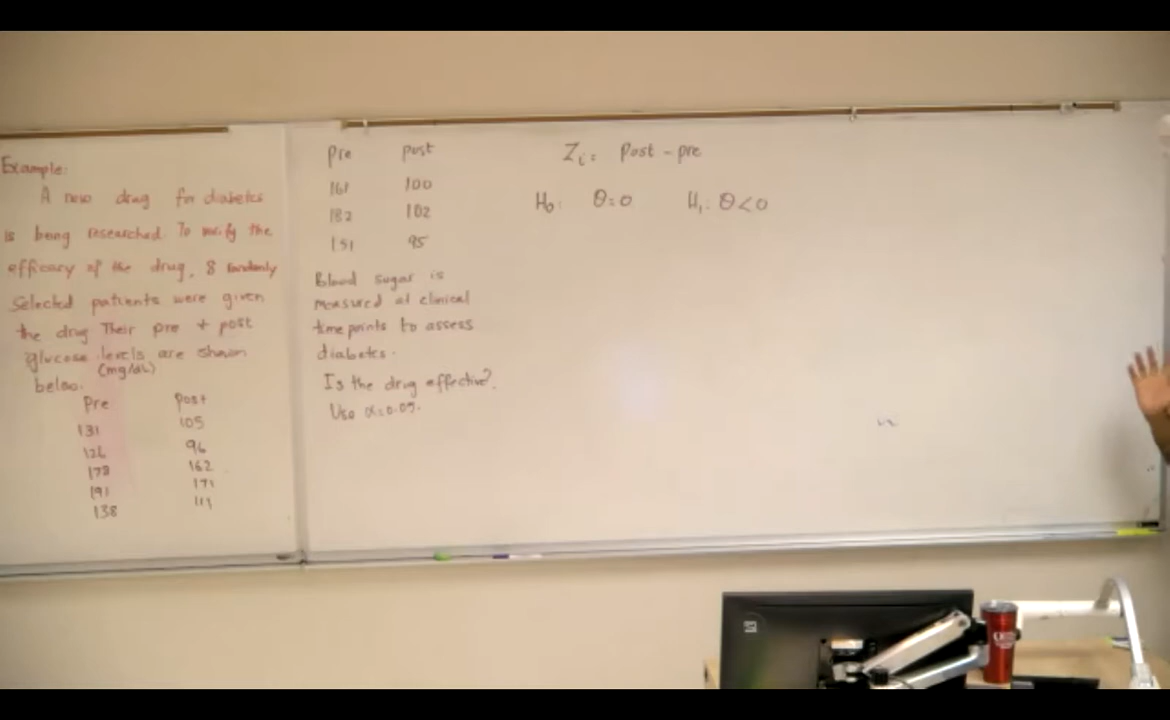 Example:
A new drug for diabetes
is being researched. To verify the
efficacy of the drug, 8 randomly
selected patients were given
the drug. Their pre + post
glucose levels are shown
(mg/dL)
below.
Pre Post
131 105
126 96
178 162
191 171
138 111
Pre Post
161 100
182 102
151 95
Blood sugar is
measured at clinical
timepoints to assess
diabetes.
Is the drug effective?
Use α=0.05.
Zi = Post - pre
H₀: θ=0 H₁: θ<0